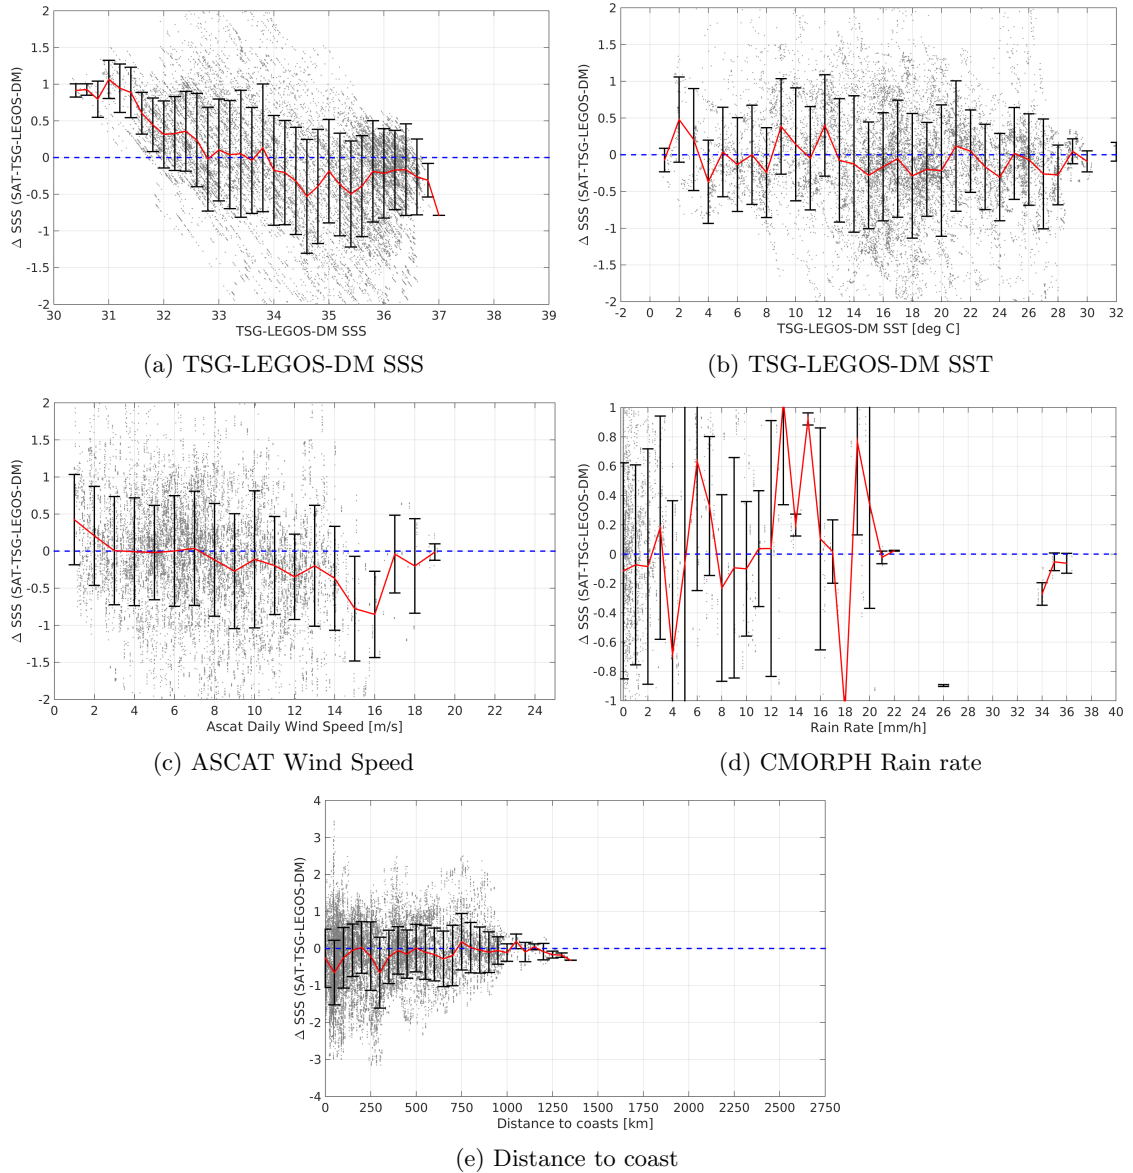 2
1.5
1
0.5
0
-0.5
-1
-1.5
-2
Δ SSS (SAT-TSG-LEGOS-DM)
30 31 32 33 34 35 36 37 38 39
TSG-LEGOS-DM SSS
(a) TSG-LEGOS-DM SSS
2
1.5
1
0.5
0
-0.5
-1
-1.5
-2
Δ SSS (SAT-TSG-LEGOS-DM)
-2 0 2 4 6 8 10 12 14 16 18 20 22 24 26 28 30 32
TSG-LEGOS-DM SST [deg C]
(b) TSG-LEGOS-DM SST
2
1.5
1
0.5
0
-0.5
-1
-1.5
-2
Δ SSS (SAT-TSG-LEGOS-DM)
0 2 4 6 8 10 12 14 16 18 20 22 24
Ascat Daily Wind Speed [m/s]
(c) ASCAT Wind Speed
1
0.8
0.6
0.4
0.2
0
-0.2
-0.4
-0.6
-0.8
-1
Δ SSS (SAT-TSG-LEGOS-DM)
0 2 4 6 8 10 12 14 16 18 20 22 24 26 28 30 32 34 36 38 40
Rain Rate [mm/h]
(d) CMORPH Rain rate
4
3
2
1
0
-1
-2
-3
-4
Δ SSS (SAT-TSG-LEGOS-DM)
0 250 500 750 1000 1250 1500 1750 2000 2250 2500 2750
Distance to coasts [km]
(e) Distance to coast